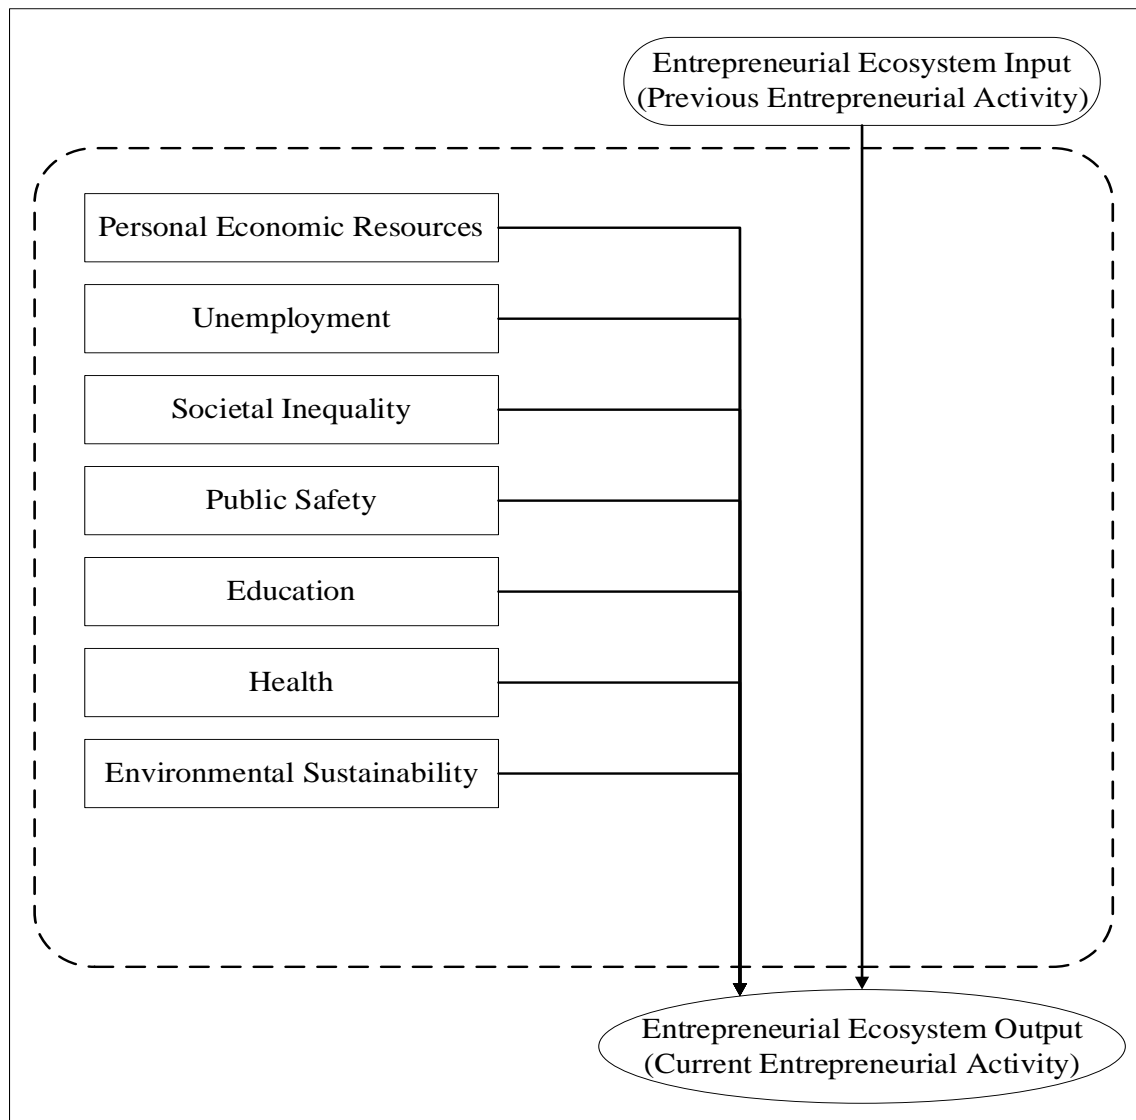 Entrepreneurial Ecosystem Input
(Previous Entrepreneurial Activity)
Personal Economic Resources
Unemployment
Societal Inequality
Public Safety
Education
Health
Environmental Sustainability
Entrepreneurial Ecosystem Output
(Current Entrepreneurial Activity)